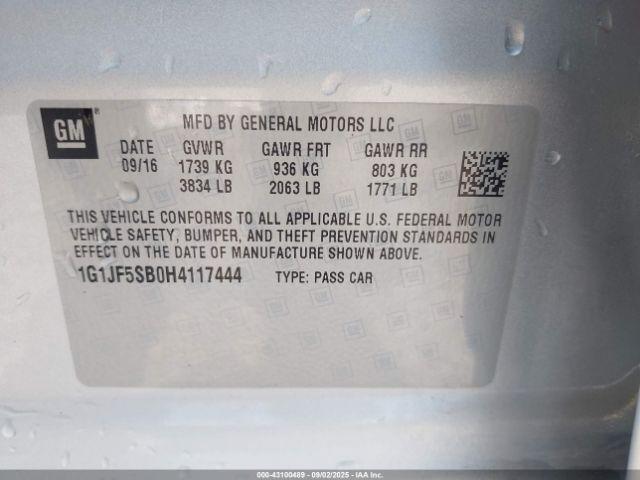 GM
MFD BY GENERAL MOTORS LLC
DATE GVWR GAWR FRT GAWR RR
09/16 1739 KG 936 KG 803 KG
3834 LB 2063 LB 1771 LB
THIS VEHICLE CONFORMS TO ALL APPLICABLE U.S. FEDERAL MOTOR
VEHICLE SAFETY, BUMPER, AND THEFT PREVENTION STANDARDS IN
EFFECT ON THE DATE OF MANUFACTURE SHOWN ABOVE.
1G1JF5SB0H4117444 TYPE: PASS CAR
000-43100489 - 09/02/2025 - IAAI.com